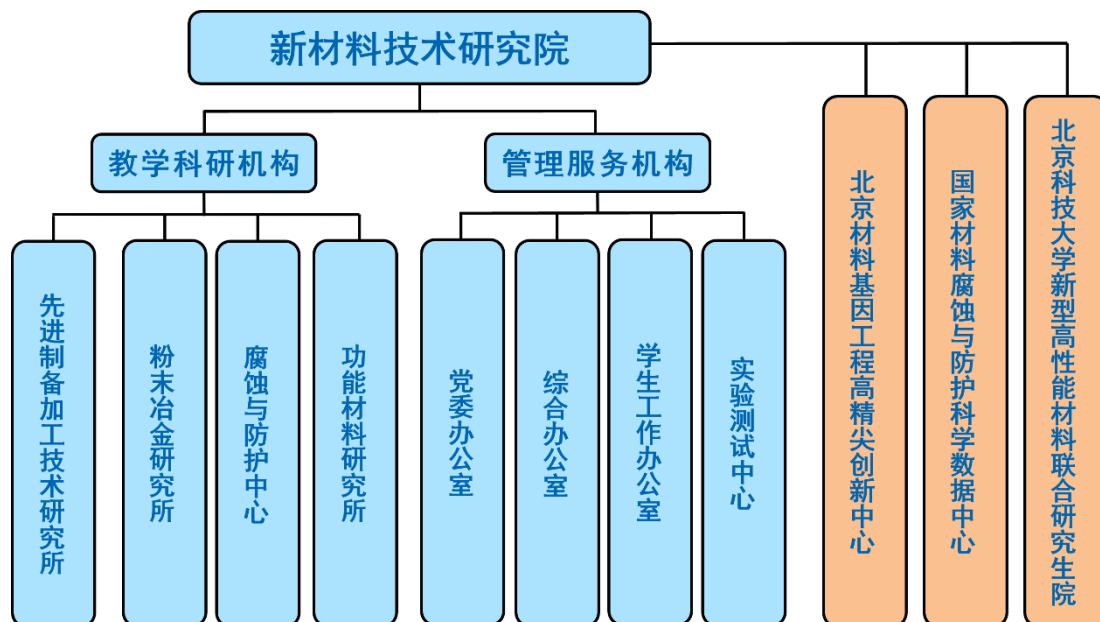 新材料技术研究院
教学科研机构
管理服务机构
先进制备加工技术研究所
粉末冶金研究所
腐蚀与防护中心
功能材料研究所
党委办公室
综合办公室
学生工作办公室
实验测试中心
北京材料基因工程高精尖创新中心
国家材料腐蚀与防护科学数据中心
北京科技大学新型高性能材料联合研究生院